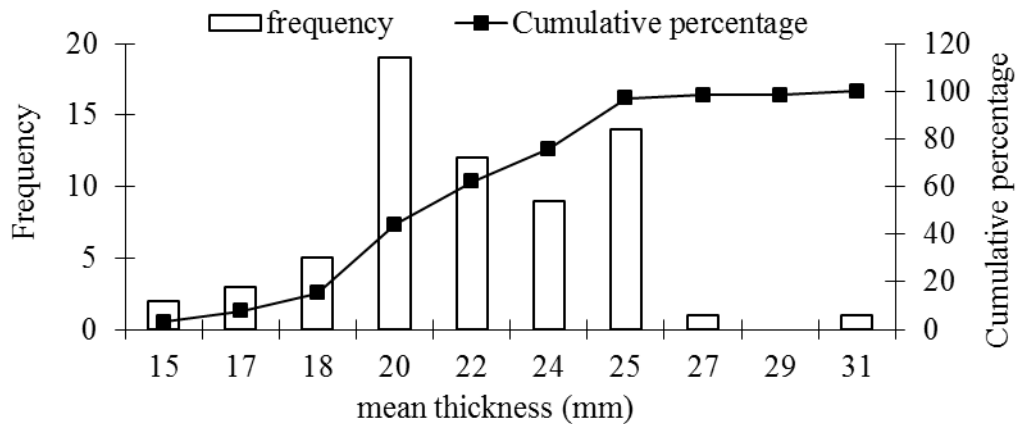 frequency
Cumulative percentage
20
15
10
5
0
Frequency
120
100
80
60
40
20
0
Cumulative percentage
15 17 18 20 22 24 25 27 29 31
mean thickness (mm)